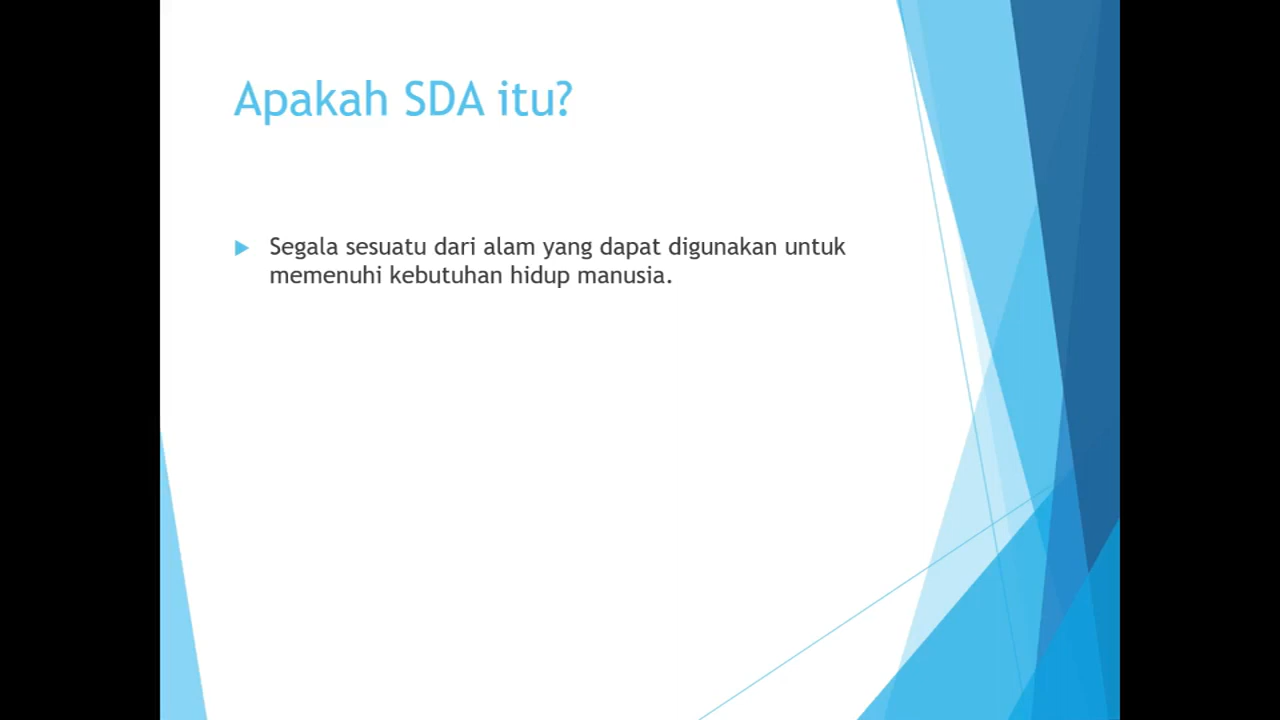 Apakah SDA itu?
Segala sesuatu dari alam yang dapat digunakan untuk
memenuhi kebutuhan hidup manusia.